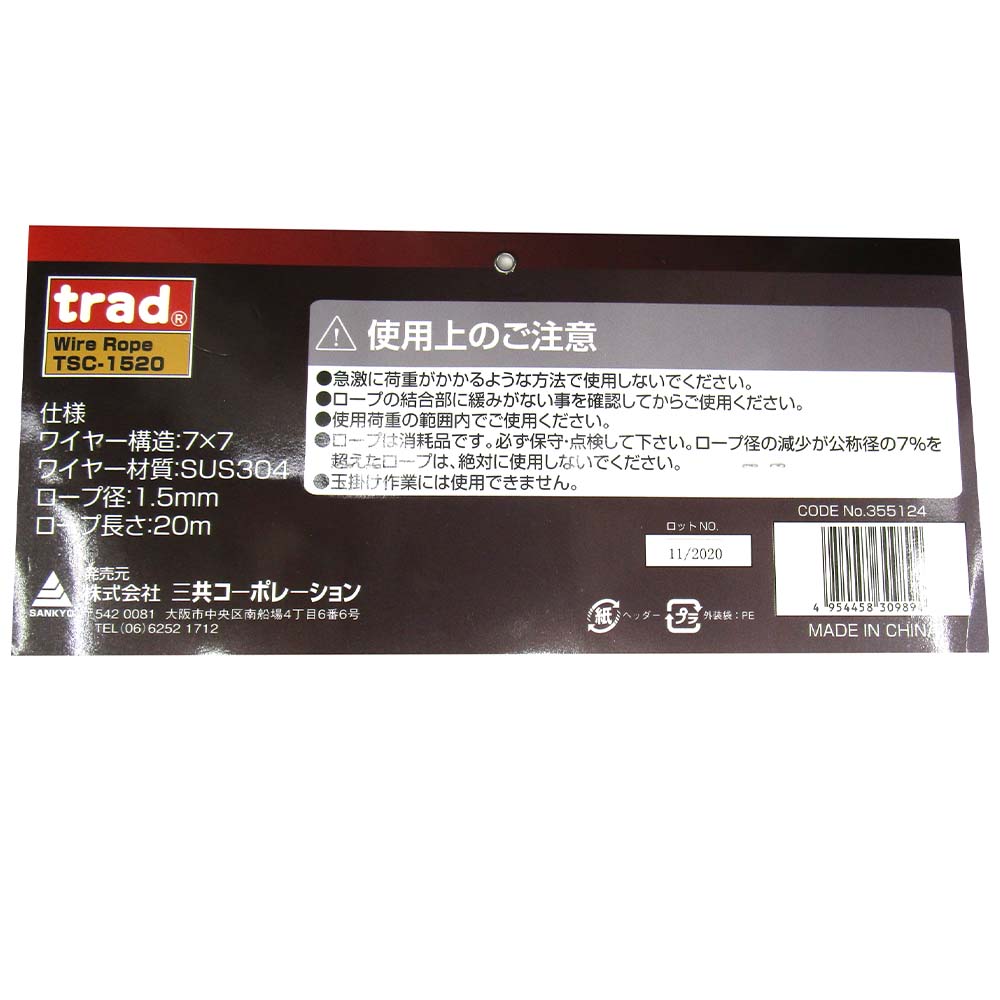 trad®
Wire Rope
TSC-1520
仕様
ワイヤー構造:7×7
ワイヤー材質:SUS304
ロープ径:1.5mm
ロープ長さ:20m
発売元
株式会社 三共コーポレーション
SANKYO
〒542 0081 大阪市中央区南船場4丁目6番6号
TEL(06)6252 1712
使用上のご注意
●急激に荷重がかかるような方法で使用しないでください。
●ロープの結合部に緩みがない事を確認してからご使用ください。
●使用荷重の範囲内でご使用ください。
●ロープは消耗品です。必ず保守・点検して下さい。ロープ径の減少が公称径の7%を
超えたロープは、絶対に使用しないでください。
●玉掛け作業には使用できません。
CODE No.355124
ロットNO.
11/2020
紙 ヘッダー プラ 外装袋:PE
4 954458 30989
MADE IN CHINA